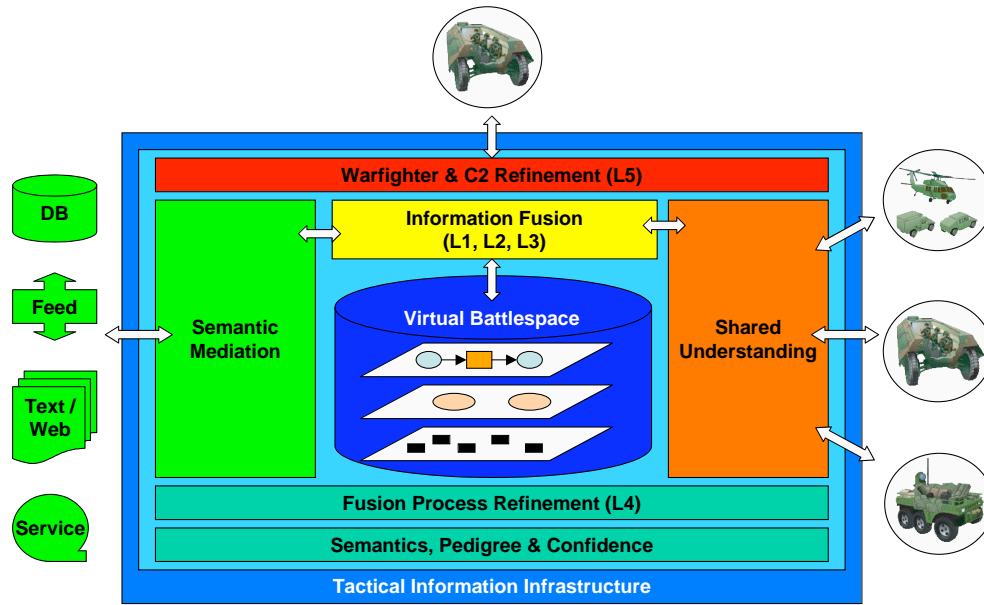 Warfighter & C2 Refinement (L5)
DB
Information Fusion
(L1, L2, L3)
Feed
Virtual Battlespace
Semantic
Mediation
Shared
Understanding
Text /
Web
Fusion Process Refinement (L4)
Service
Semantics, Pedigree & Confidence
Tactical Information Infrastructure